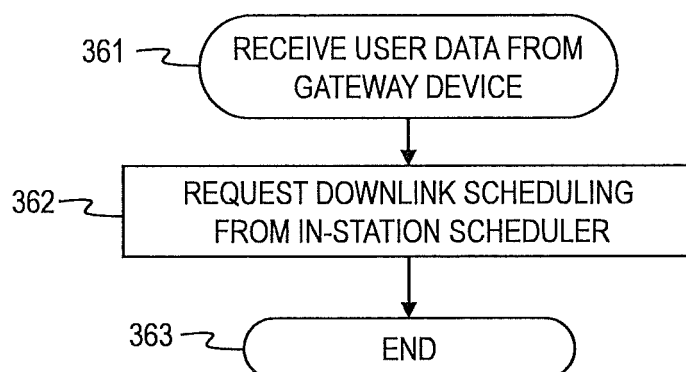 361
RECEIVE USER DATA FROM
GATEWAY DEVICE
362
REQUEST DOWNLINK SCHEDULING
FROM IN-STATION SCHEDULER
363
END